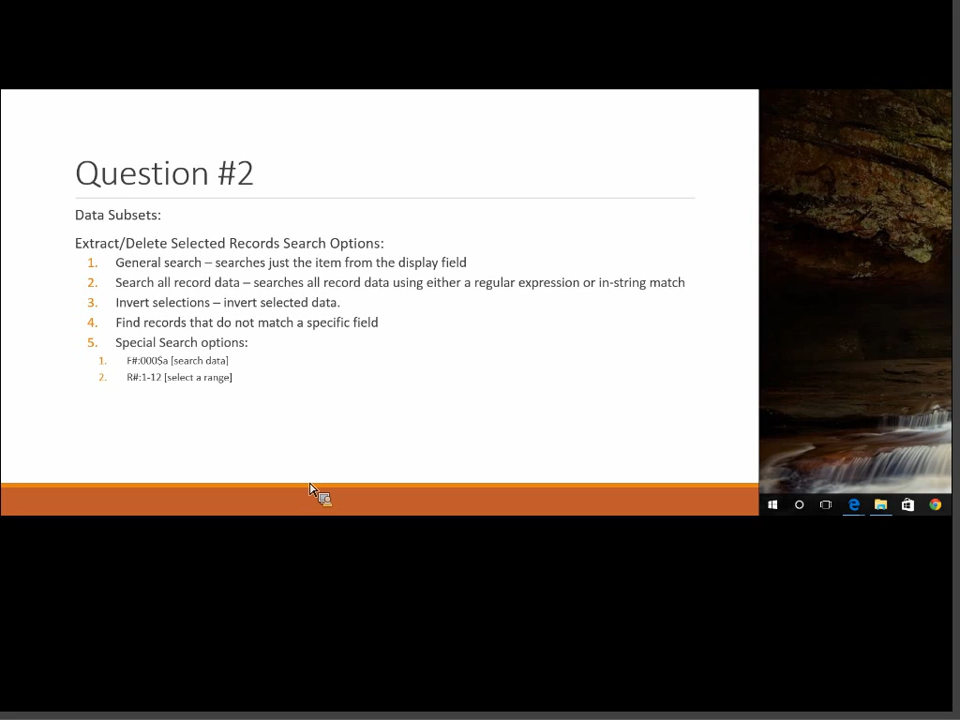 Question #2
Data Subsets:
Extract/Delete Selected Records Search Options:
1. General search – searches just the item from the display field
2. Search all record data – searches all record data using either a regular expression or in-string match
3. Invert selections – invert selected data.
4. Find records that do not match a specific field
5. Special Search options:
1. F#:000$a [search data]
2. R#:1-12 [select a range]